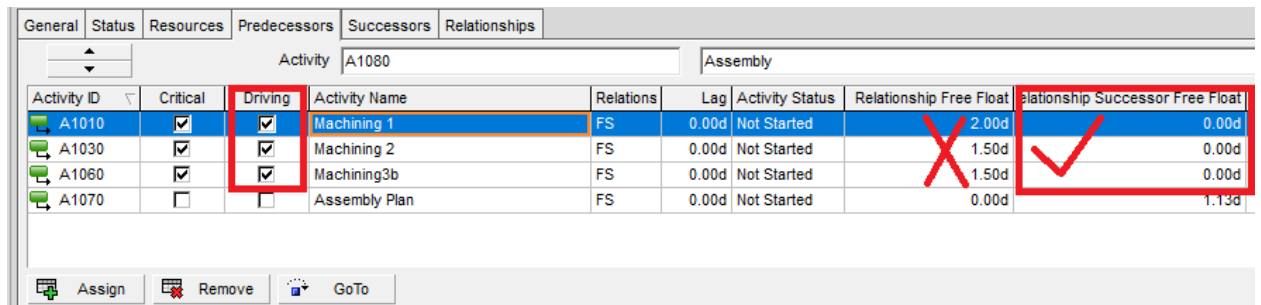 General Status Resources Predecessors Successors Relationships
Activity A1080 Assembly
Activity ID Critical Driving Activity Name Relations Lag Activity Status Relationship Free Float elationship Successor Free Float
A1010 Machining 1 FS 0.00d Not Started 2.00d 0.00d
A1030 Machining 2 FS 0.00d Not Started 1.50d 0.00d
A1060 Machining3b FS 0.00d Not Started 1.50d 0.00d
A1070 Assembly Plan FS 0.00d Not Started 0.00d 1.13d
Assign Remove GoTo